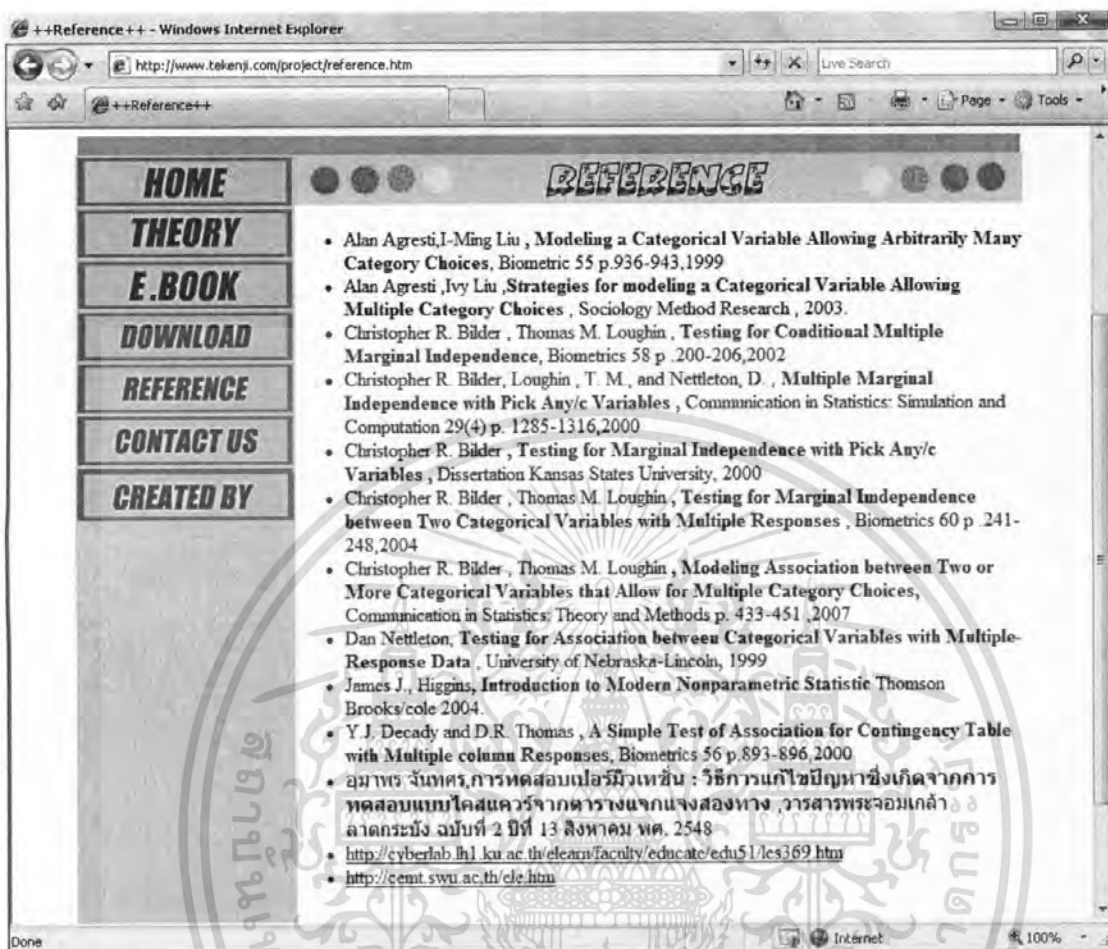 ++Reference++ - Windows Internet Explorer
http://www.tekenji.com/project/reference.htm
Live Search
++Reference++
Page
Tools
HOME
THEORY
E.BOOK
DOWNLOAD
REFERENCE
CONTACT US
CREATED BY
REFERENCE
• Alan Agresti,I-Ming Liu , Modeling a Categorical Variable Allowing Arbitrarily Many
Category Choices, Biometric 55 p.936-943,1999
• Alan Agresti ,Ivy Liu ,Strategies for modeling a Categorical Variable Allowing
Multiple Category Choices , Sociology Method Research , 2003.
• Christopher R. Bilder , Thomas M. Loughin , Testing for Conditional Multiple
Marginal Independence, Biometrics 58 p .200-206,2002
• Christopher R. Bilder, Loughin , T. M., and Nettleton, D. , Multiple Marginal
Independence with Pick Any/c Variables , Communication in Statistics: Simulation and
Computation 29(4) p. 1285-1316,2000
• Christopher R. Bilder , Testing for Marginal Independence with Pick Any/c
Variables , Dissertation Kansas States University, 2000
• Christopher R. Bilder , Thomas M. Loughin , Testing for Marginal Imdependence
between Two Categorical Variables with Multiple Responses , Biometrics 60 p .241-
248,2004
• Christopher R. Bilder , Thomas M. Loughin , Modeling Association between Two or
More Categorical Variables that Allow for Multiple Category Choices,
Communication in Statistics: Theory and Methods p. 433-451 ,2007
• Dan Nettleton, Testing for Association between Categorical Variables with Multiple-
Response Data , University of Nebraska-Lincoln, 1999
• James J., Higgins, Introduction to Modern Nonparametric Statistic Thomson
Brooks/cole 2004.
• Y.J. Decady and D.R. Thomas , A Simple Test of Association for Contingency Table
with Multiple column Responses, Biometrics 56 p.893-896,2000
• อุมาพร จันทศร,การทดสอบเปอร์มิวเทชั่น : วิธีการแก้ไขปัญหาซึ่งเกิดจากการ
ทดสอบแบบไคสแควร์จากตารางแจกแจงสองทาง ,วารสารพระจอมเกล้า
ลาดกระบัง ฉบับที่ 2 ปีที่ 13 สิงหาคม พศ. 2548
• http://cyberlab.lh1.ku.ac.th/elearn/faculty/educate/edu51/les369.htm
• http://cemt.swu.ac.th/ele.htm
Done
Internet
100%